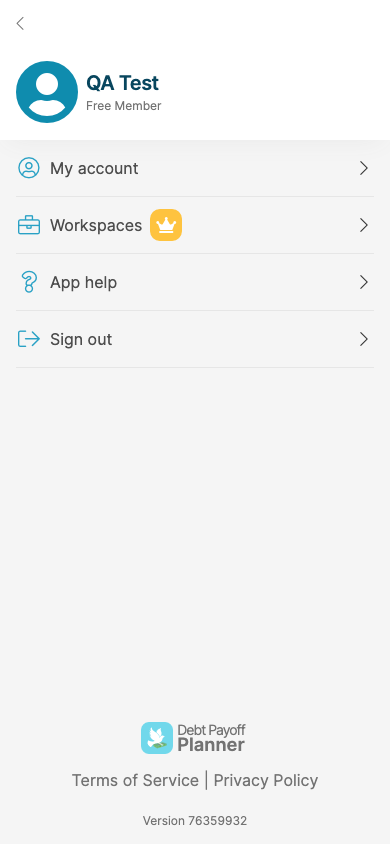 QA Test
Free Member
My account
Workspaces
App help
Sign out
Debt Payoff
Planner
Terms of Service | Privacy Policy
Version 76359932